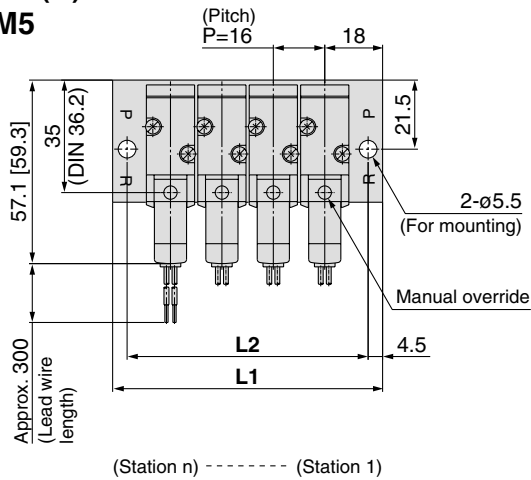 M5
(Pitch)
P=16
18
P
P
35
(DIN 36.2)
57.1 [59.3]
21.5
R
R
2-ø5.5
(For mounting)
Manual override
Approx. 300
(Lead wire
length)
L2
4.5
L1
(Station n) -------- (Station 1)